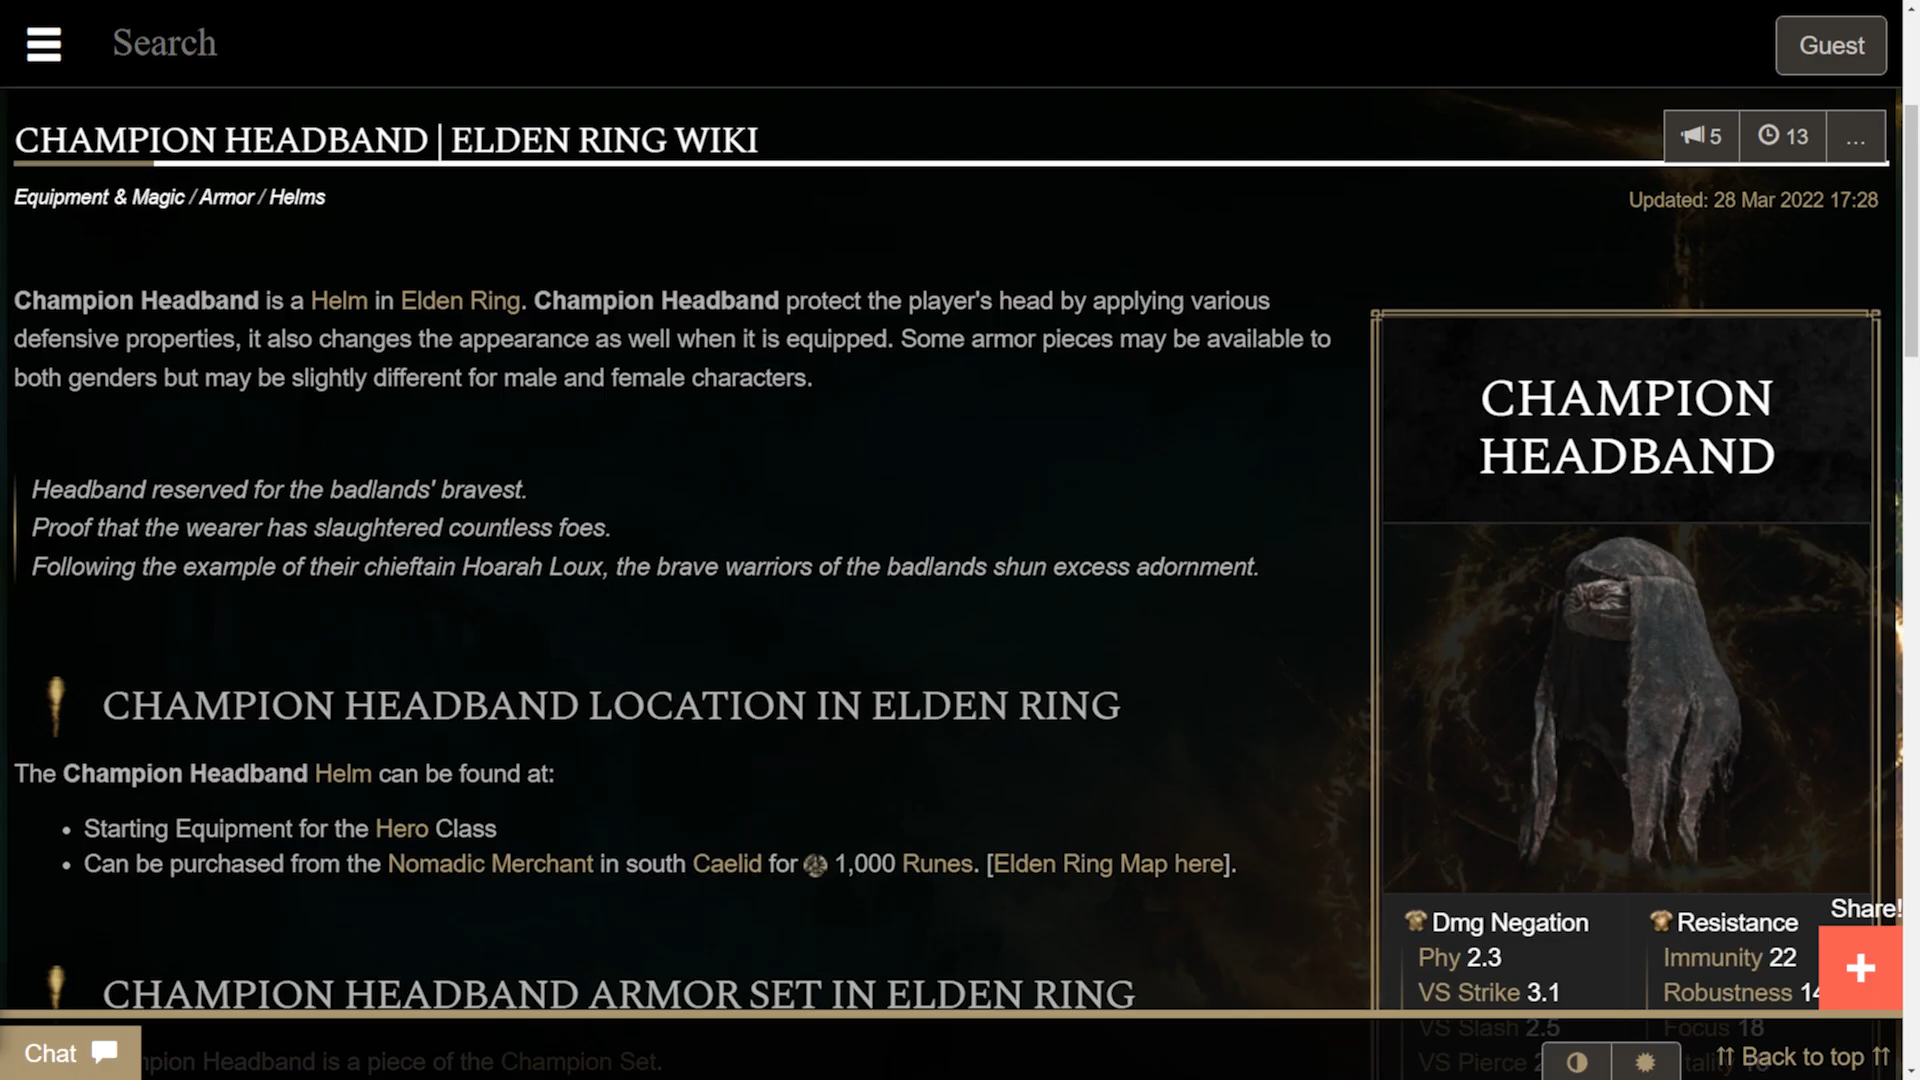 Search
Guest
CHAMPION HEADBAND | ELDEN RING WIKI
5
13
...
Equipment & Magic / Armor / Helms
Updated: 28 Mar 2022 17:28
Champion Headband is a Helm in Elden Ring. Champion Headband protect the player's head by applying various
defensive properties, it also changes the appearance as well when it is equipped. Some armor pieces may be available to
both genders but may be slightly different for male and female characters.
Headband reserved for the badlands' bravest.
Proof that the wearer has slaughtered countless foes.
Following the example of their chieftain Hoarah Loux, the brave warriors of the badlands shun excess adornment.
CHAMPION HEADBAND LOCATION IN ELDEN RING
The Champion Headband Helm can be found at:
• Starting Equipment for the Hero Class
• Can be purchased from the Nomadic Merchant in south Caelid for 1,000 Runes. [Elden Ring Map here].
CHAMPION HEADBAND ARMOR SET IN ELDEN RING
Headband is a piece of the Champion Set.
CHAMPION
HEADBAND
Dmg Negation
Phy 2.3
VS Strike 3.1
VS Slash 2.5
VS Pierce
Resistance
Immunity 22
Robustness
Focus 18
Share!
Chat
Back to top